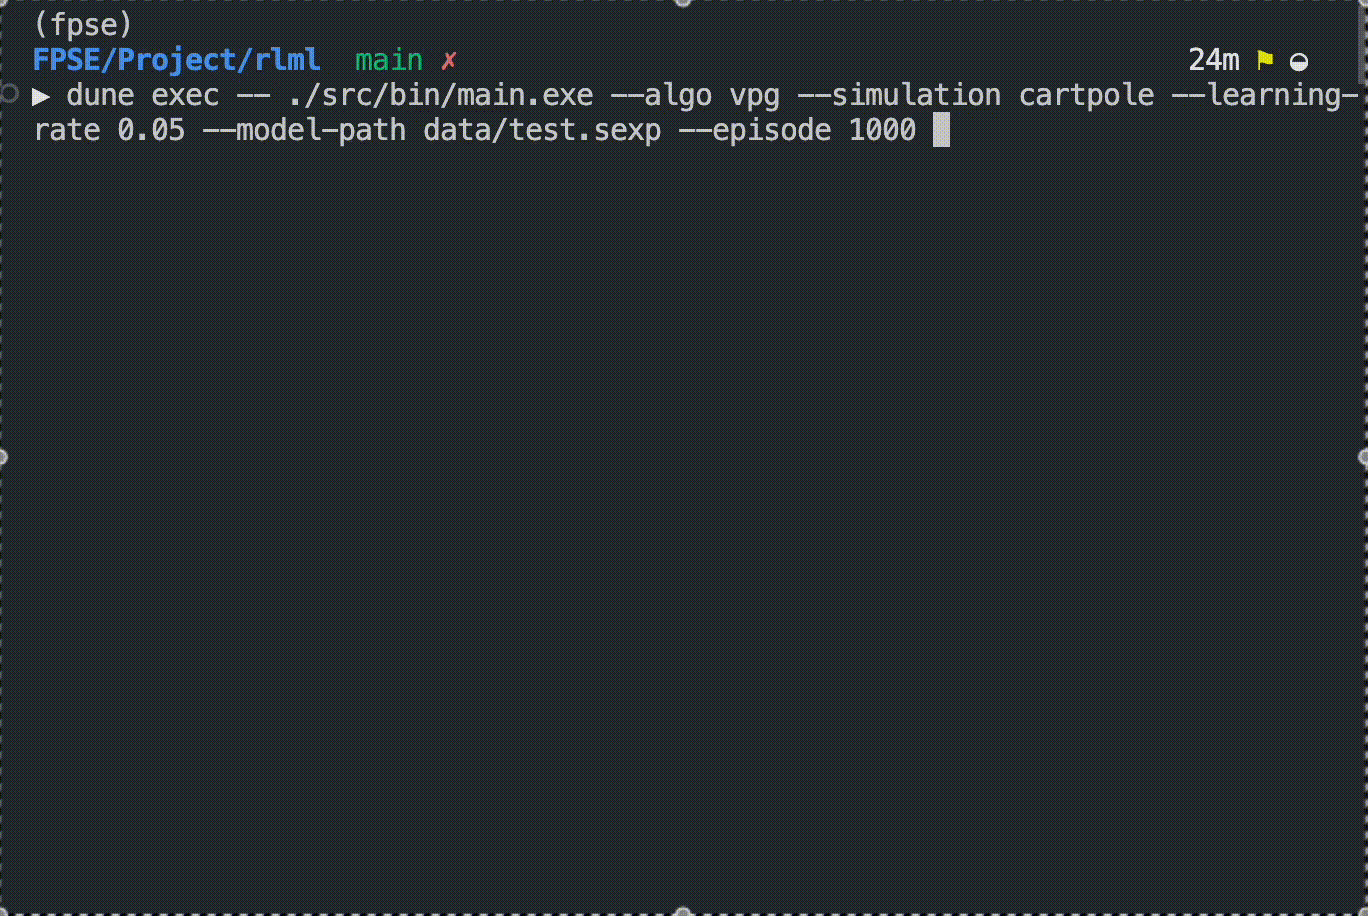 (fpse)
FPSE/Project/rlml main ✗ 24m ⚑ ◒
▶ dune exec -- ./src/bin/main.exe --algo vpg --simulation cartpole --learning-
rate 0.05 --model-path data/test.sexp --episode 1000